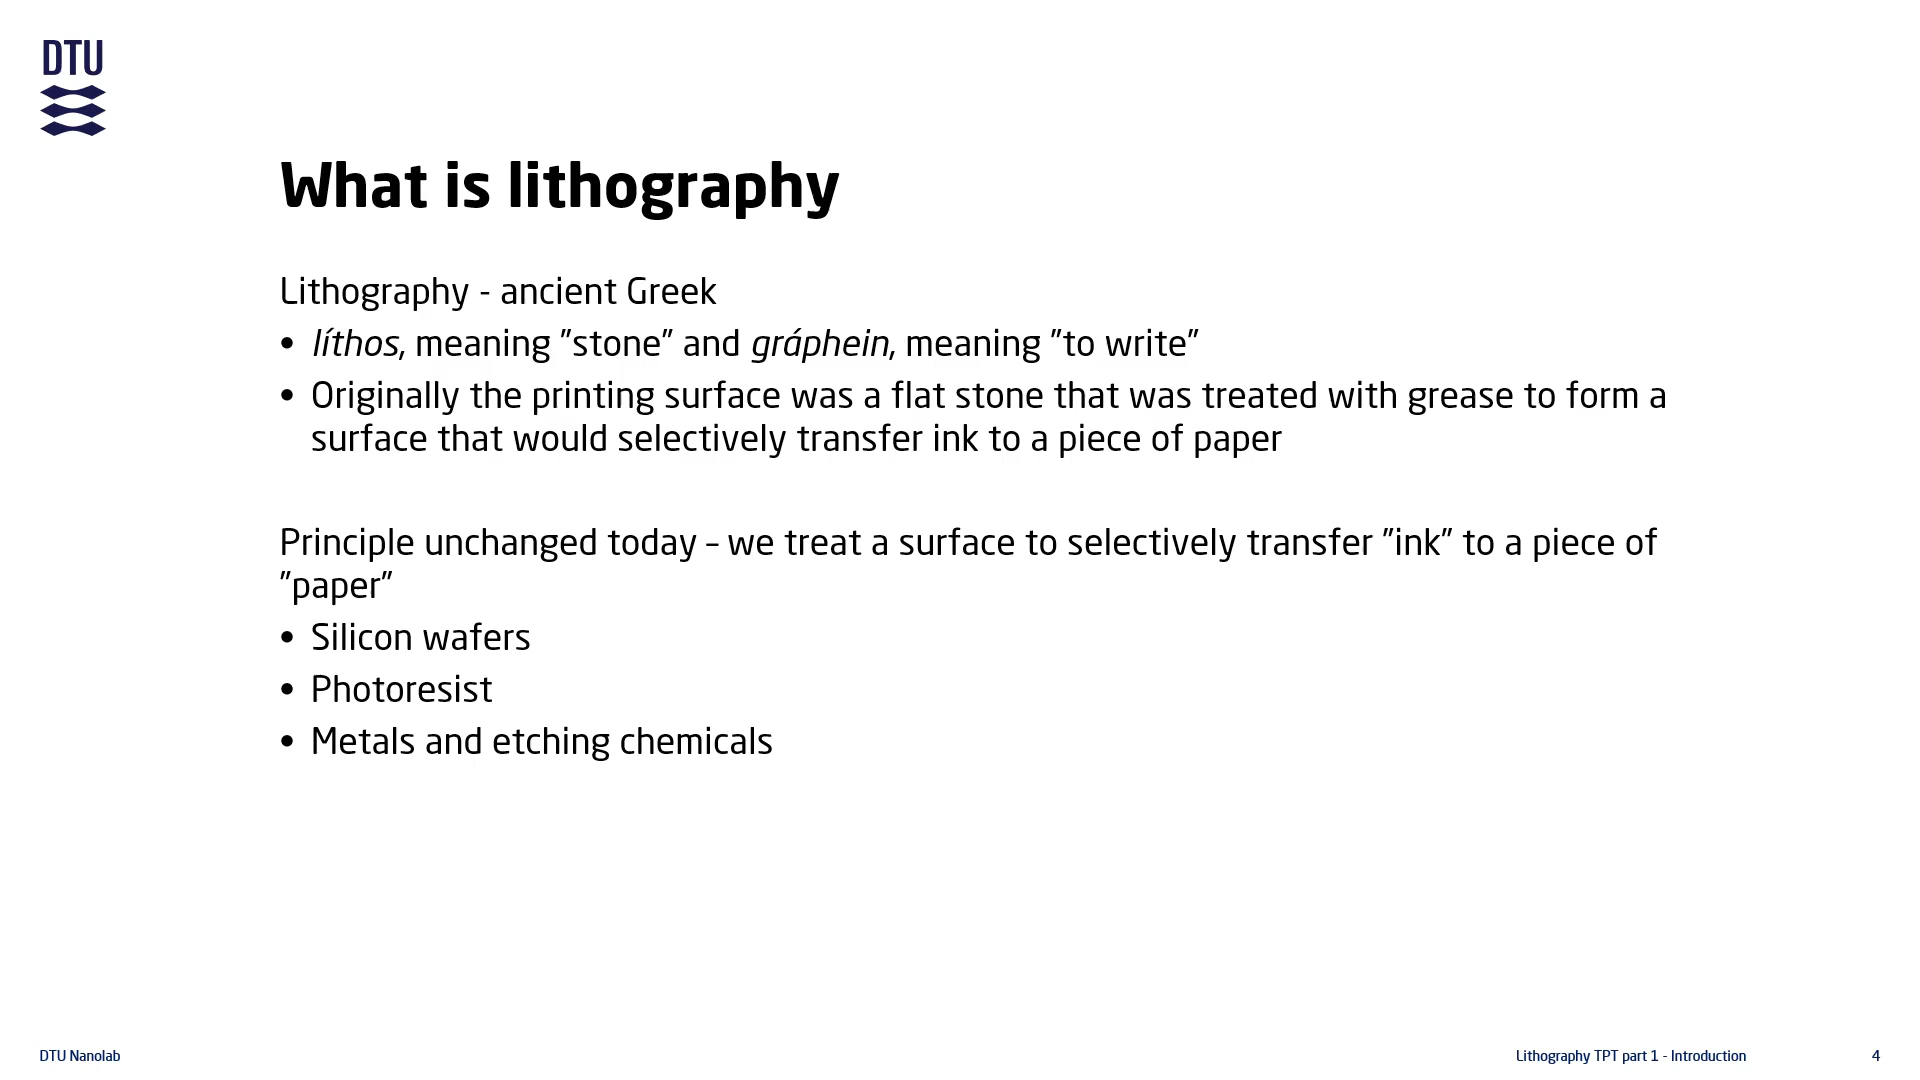 DTU
What is lithography
Lithography - ancient Greek
• líthos, meaning ”stone” and gráphein, meaning ”to write”
• Originally the printing surface was a flat stone that was treated with grease to form a
surface that would selectively transfer ink to a piece of paper
Principle unchanged today – we treat a surface to selectively transfer ”ink” to a piece of
”paper”
• Silicon wafers
• Photoresist
• Metals and etching chemicals
DTU Nanolab
Lithography TPT part 1 - Introduction
4